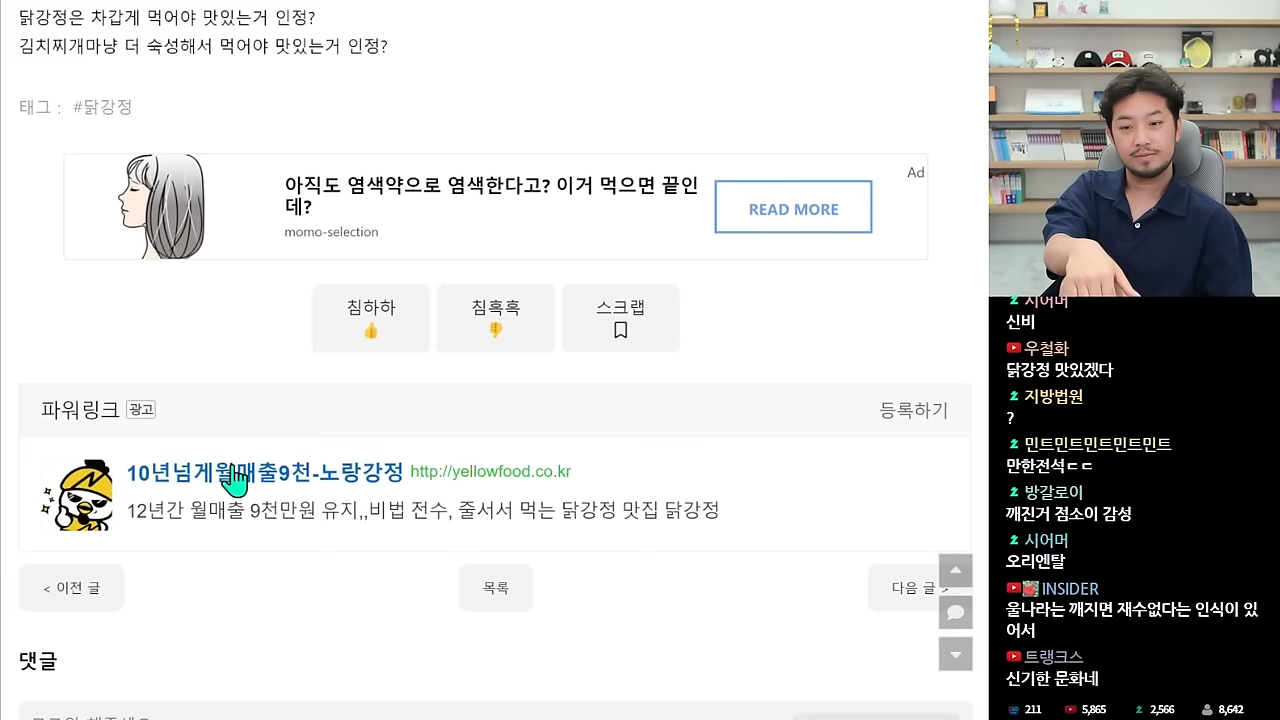 닭강정은 차갑게 먹어야 맛있는거 인정?
김치찌개마냥 더 숙성해서 먹어야 맛있는거 인정?
태그 : #닭강정
아직도 염색약으로 염색한다고? 이거 먹으면 끝인
데?
momo-selection
READ MORE
Ad
침하하
침흑흑
스크랩
파워링크 광고
등록하기
10년넘게월매출9천-노랑강정 http://yellowfood.co.kr
12년간 월매출 9천만원 유지,,비법 전수, 줄서서 먹는 닭강정 맛집 닭강정
< 이전 글
목록
다음 글 >
댓글
시어머
신비
우철화
닭강정 맛있겠다
지방법원
?
민트민트민트민트민트
만한전석ㄷㄷ
방갈로이
깨진거 점소이 감성
시어머
오리엔탈
INSIDER
울나라는 깨지면 재수없다는 인식이 있
어서
트랭크스
신기한 문화네
211
5,865
2,566
8,642